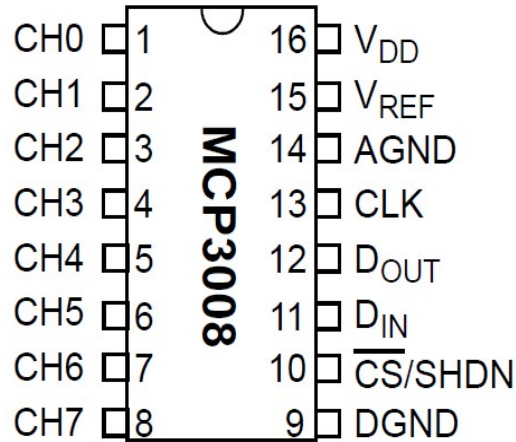 CH0 1 16 VDD
CH1 2 15 VREF
CH2 3 14 AGND
CH3 4 13 CLK
CH4 5 12 DOUT
CH5 6 11 DIN
CH6 7 10 CS/SHDN
CH7 8 9 DGND
MCP3008